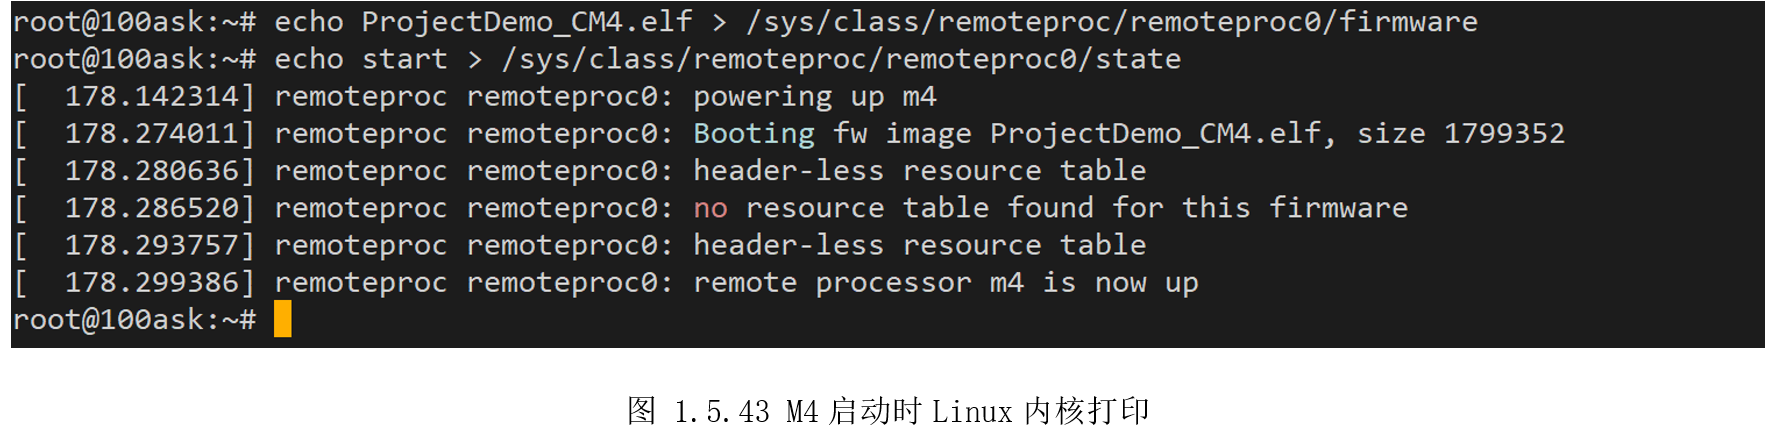 root@100ask:~# echo ProjectDemo_CM4.elf > /sys/class/remoteproc/remoteproc0/firmware
root@100ask:~# echo start > /sys/class/remoteproc/remoteproc0/state
[  178.142314] remoteproc remoteproc0: powering up m4
[  178.274011] remoteproc remoteproc0: Booting fw image ProjectDemo_CM4.elf, size 1799352
[  178.280636] remoteproc remoteproc0: header-less resource table
[  178.286520] remoteproc remoteproc0: no resource table found for this firmware
[  178.293757] remoteproc remoteproc0: header-less resource table
[  178.299386] remoteproc remoteproc0: remote processor m4 is now up
root@100ask:~#
图 1.5.43 M4 启动时 Linux 内核打印